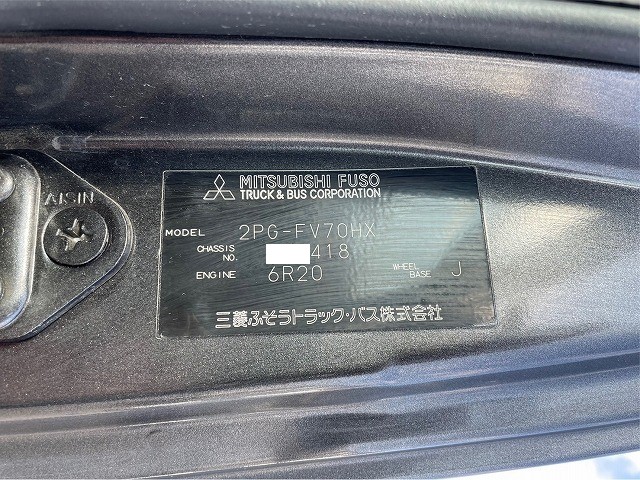 AISIN
MITSUBISHI FUSO
TRUCK & BUS CORPORATION
MODEL 2PG-FV70HX
CHASSIS NO. 418
ENGINE 6R20 WHEEL BASE J
三菱ふそうトラック・バス株式会社